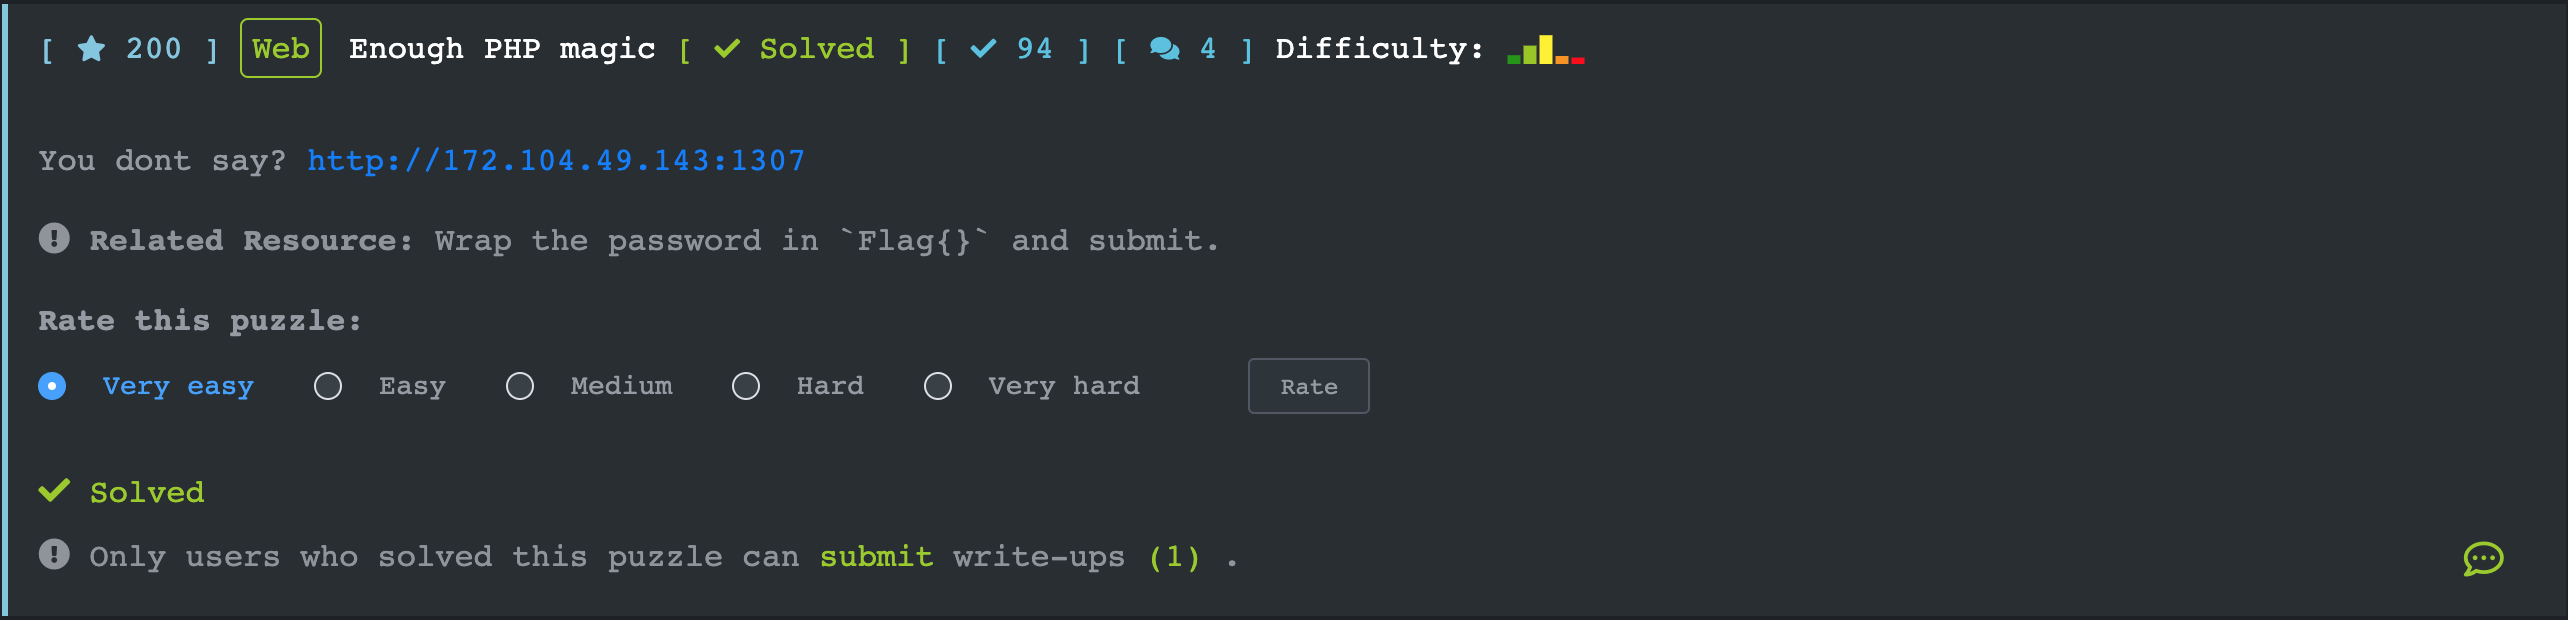 [ ★ 200 ] Web Enough PHP magic [ ✔ Solved ] [ ✔ 94 ] [ 4 ] Difficulty:
You dont say? http://172.104.49.143:1307
Related Resource: Wrap the password in `Flag{}` and submit.
Rate this puzzle:
Very easy Easy Medium Hard Very hard Rate
✔ Solved
Only users who solved this puzzle can submit write-ups (1) .